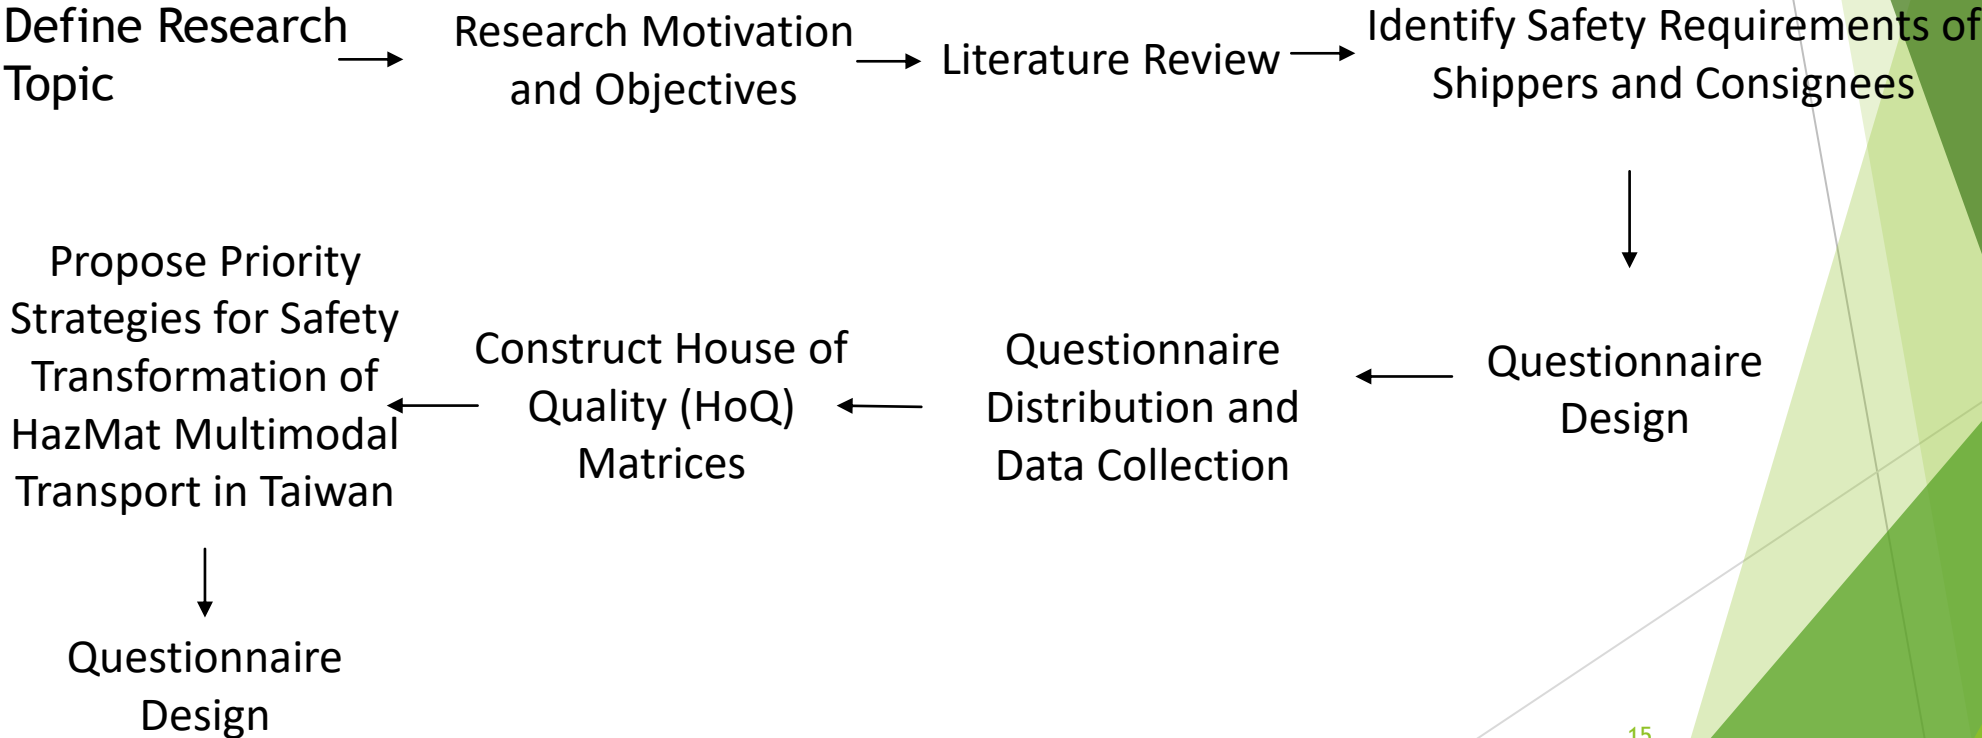 Define Research
Topic
Research Motivation
and Objectives
Literature Review
Identify Safety Requirements of
Shippers and Consignees
Questionnaire
Design
Questionnaire
Distribution and
Data Collection
Construct House of
Quality (HoQ)
Matrices
Propose Priority
Strategies for Safety
Transformation of
HazMat Multimodal
Transport in Taiwan
Questionnaire
Design
15